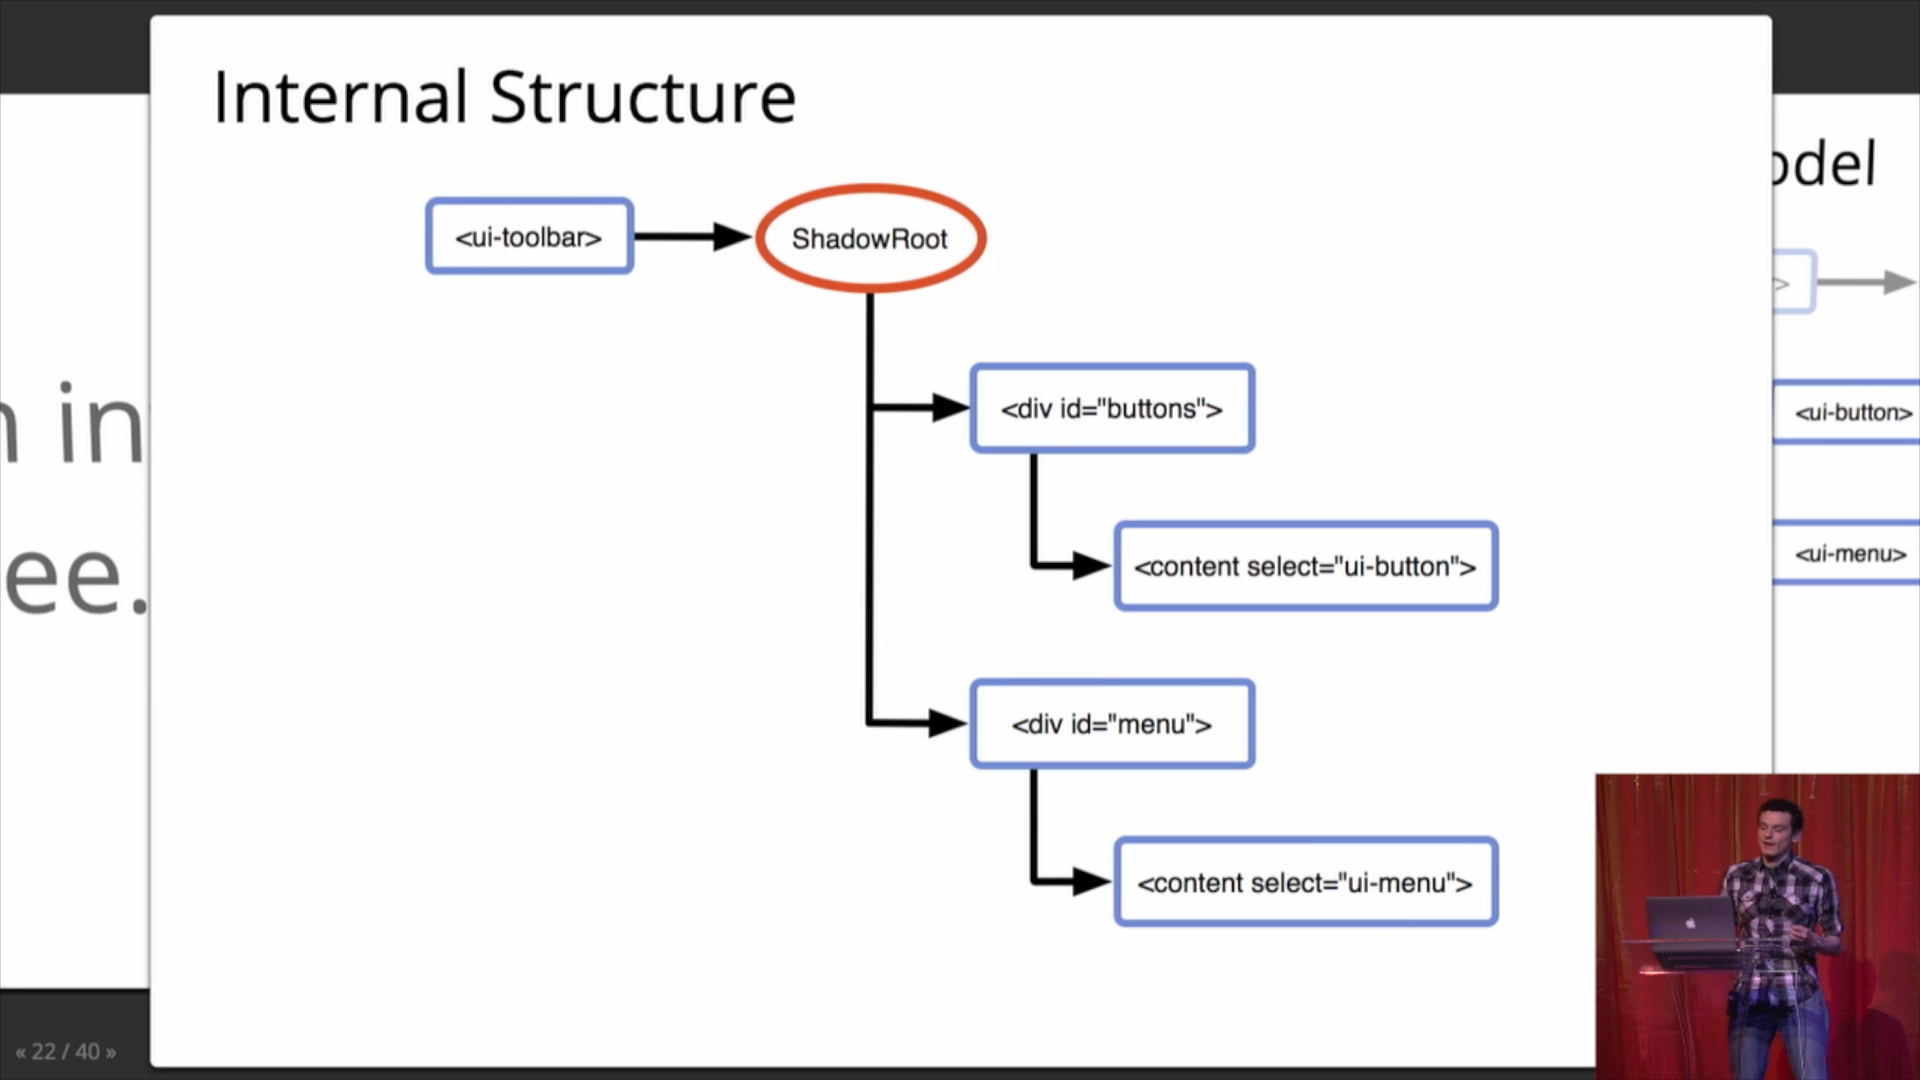 Internal Structure
odel
<ui-toolbar>
ShadowRoot
>
<div id="buttons">
<ui-button>
in
<content select="ui-button">
<ui-menu>
ee.
<div id="menu">
<content select="ui-menu">
« 22 / 40 »